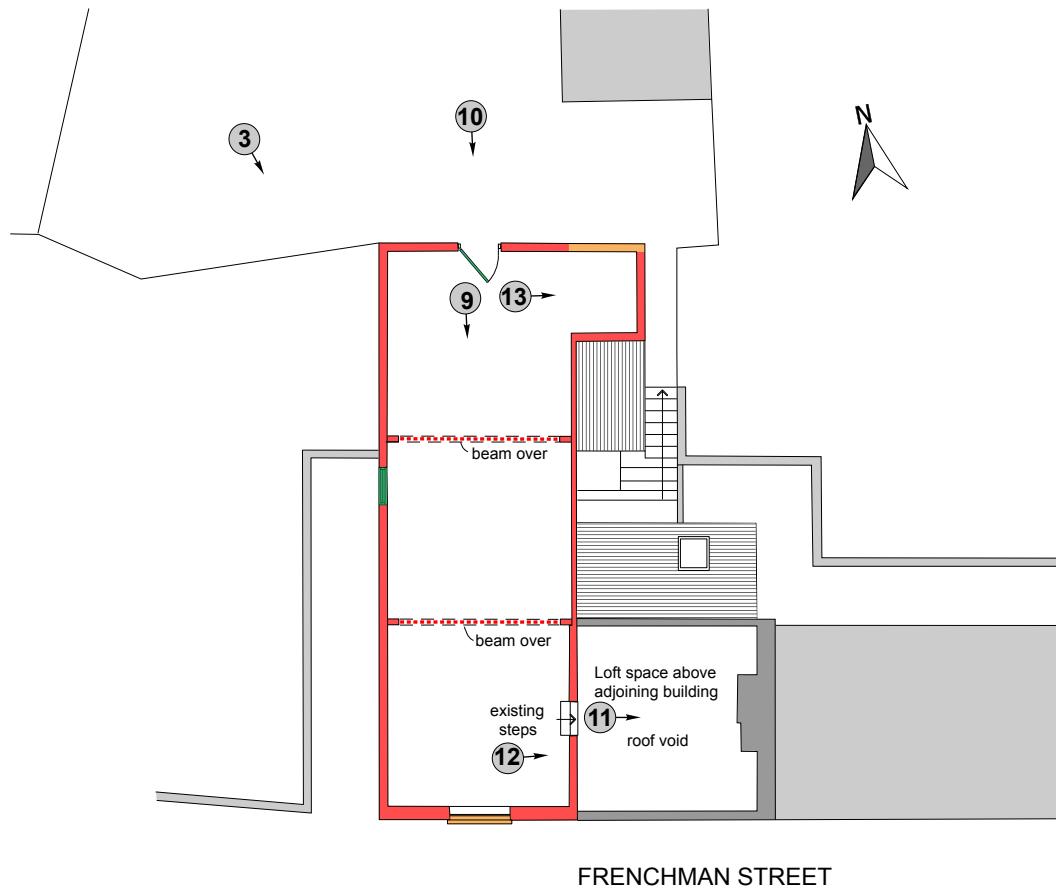 10
3
N
9
13
beam over
beam over
Loft space above
adjoining building
existing
steps
11
roof void
12
FRENCHMAN STREET